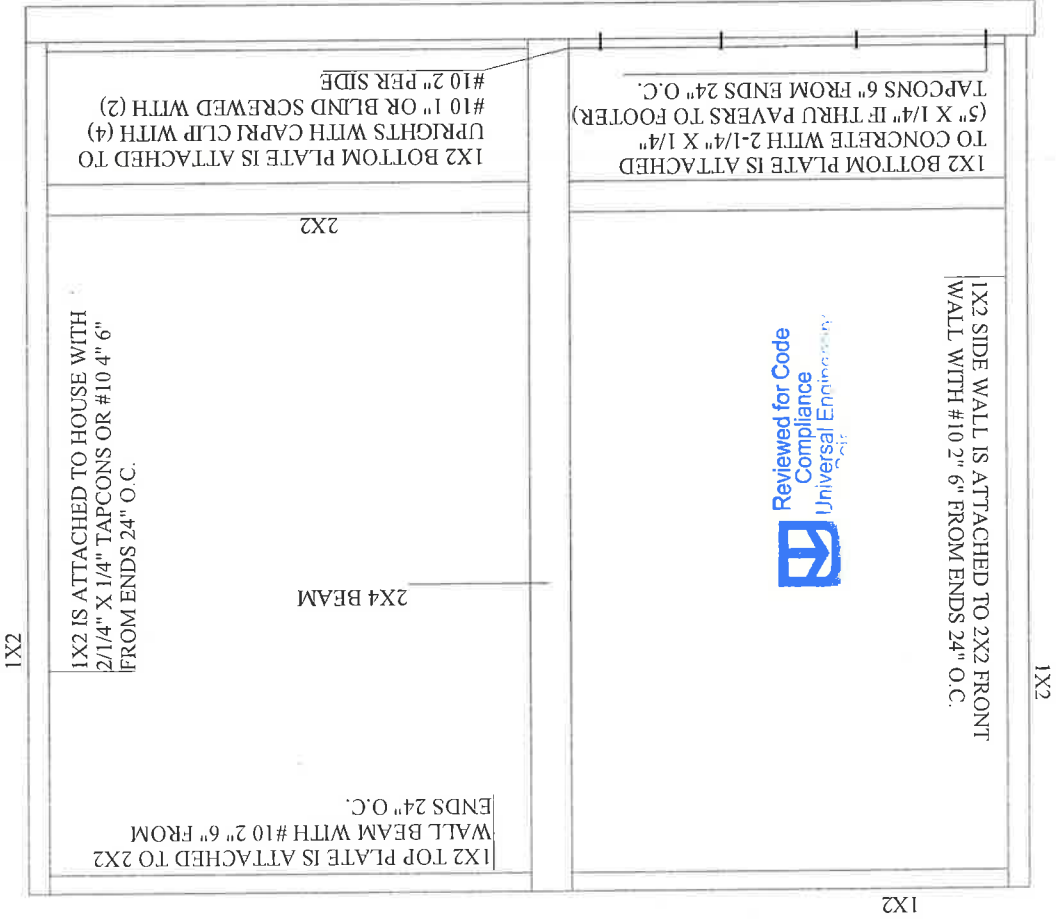 1X2
1X2 TOP PLATE IS ATTACHED TO 2X2
WALL BEAM WITH #10 2" 6" FROM
ENDS 24" O.C.
1X2
1X2 SIDE WALL IS ATTACHED TO 2X2 FRONT
WALL WITH #10 2" 6" FROM ENDS 24" O.C.
2X4 BEAM
1X2
1X2 IS ATTACHED TO HOUSE WITH
2/1/4" X 1/4" TAPCONS OR #10 4" 6"
FROM ENDS 24" O.C.
Reviewed for Code
Compliance
Universal
2X2
1X2 BOTTOM PLATE IS ATTACHED
TO CONCRETE WITH 2-1/4" X 1/4"
(5" X 1/4" IF THRU PAVERS TO FOOTER)
TAPCONS 6" FROM ENDS 24" O.C.
1X2 BOTTOM PLATE IS ATTACHED TO
UPRIGHTS WITH CAPRI CLIP WITH (4)
#10 1" OR BLIND SCREWED WITH (2)
#10 2" PER SIDE